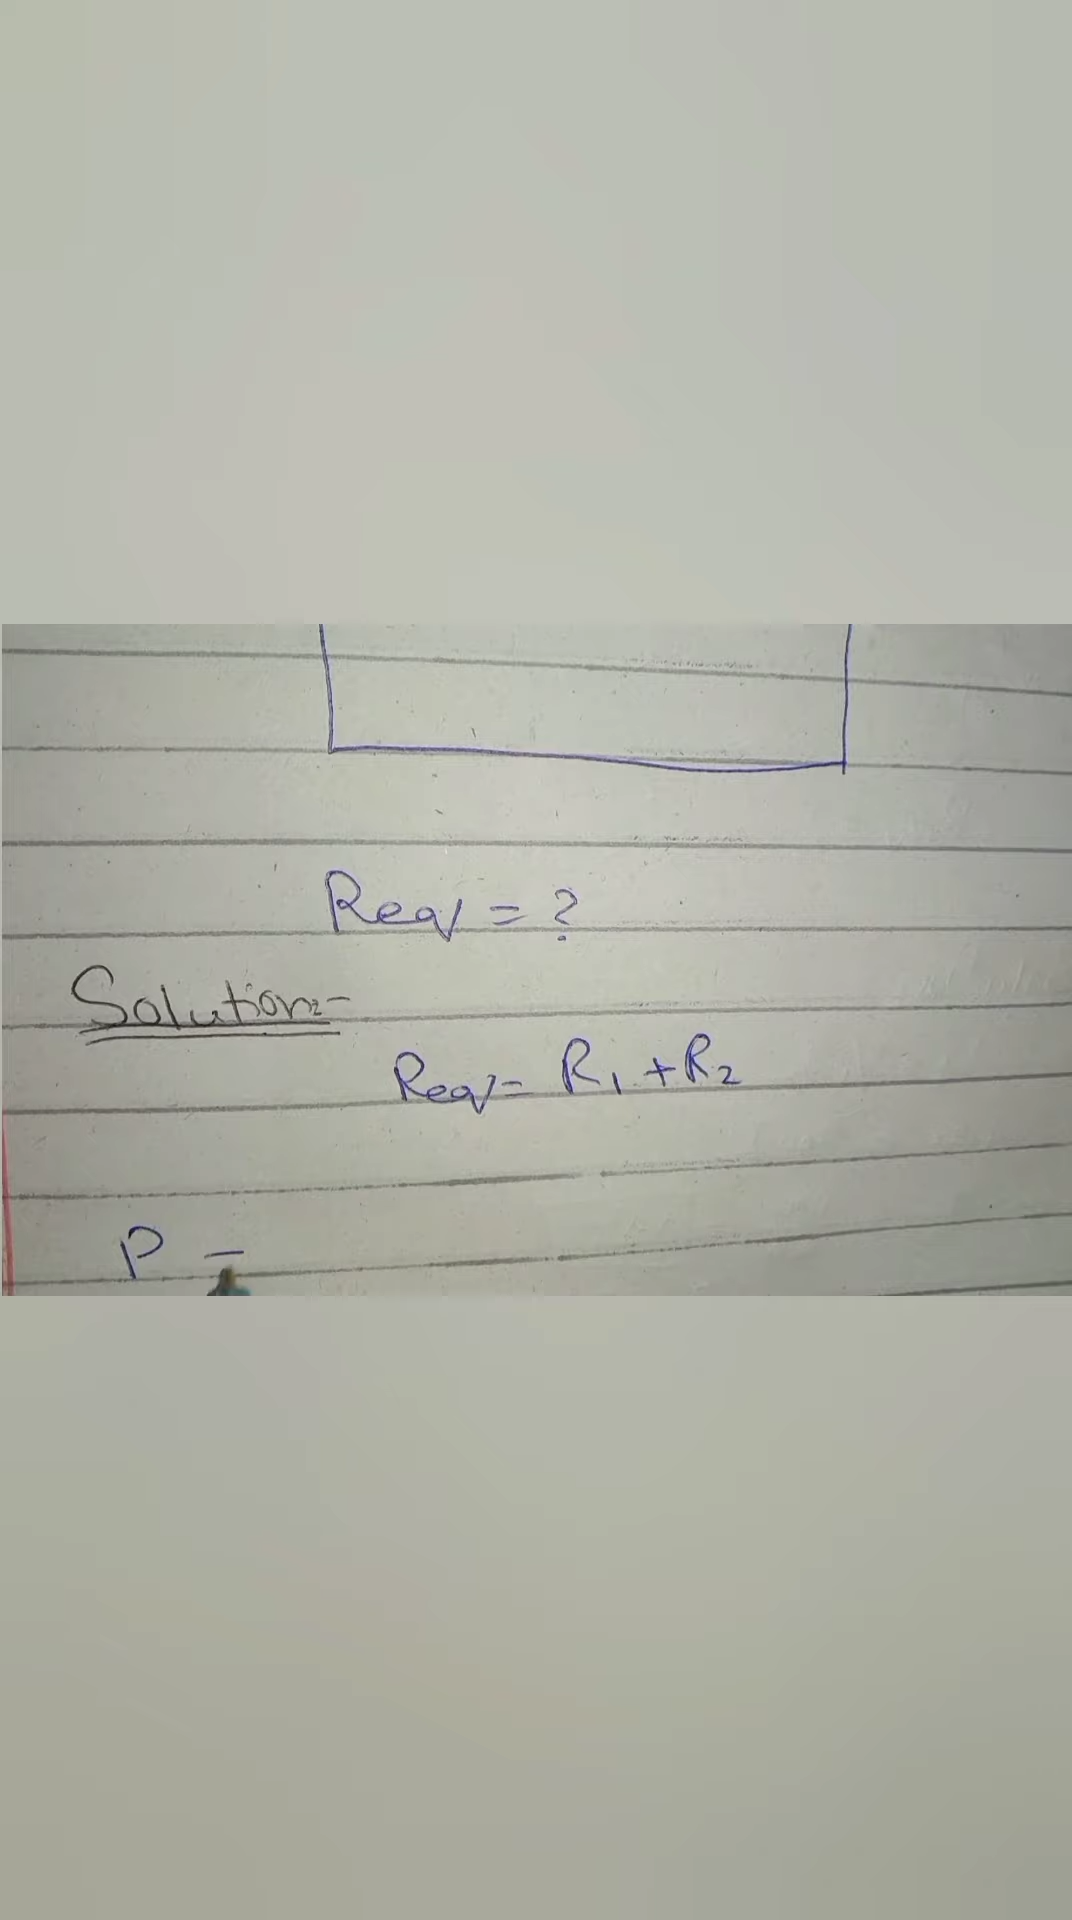 Req = ?
Solution:-
Req = R₁ + R₂
P =